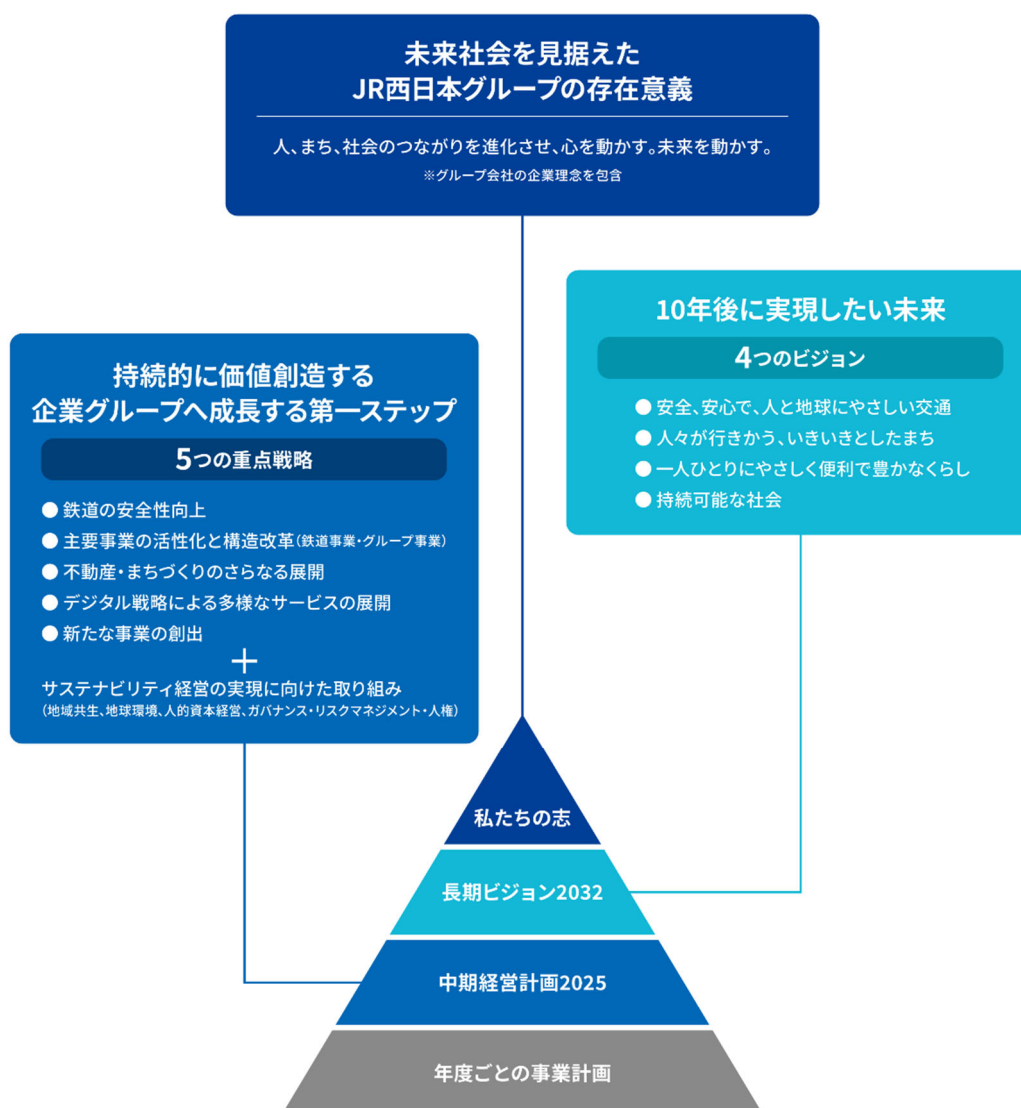 未来社会を見据えた
JR西日本グループの存在意義
人、まち、社会のつながりを進化させ、心を動かす。未来を動かす。
※グループ会社の企業理念を包含
10年後に実現したい未来
4つのビジョン
● 安全、安心で、人と地球にやさしい交通
● 人々が行きかう、いきいきとしたまち
● 一人ひとりにやさしく便利で豊かなくらし
● 持続可能な社会
持続的に価値創造する
企業グループへ成長する第一ステップ
5つの重点戦略
● 鉄道の安全性向上
● 主要事業の活性化と構造改革(鉄道事業・グループ事業)
● 不動産・まちづくりのさらなる展開
● デジタル戦略による多様なサービスの展開
● 新たな事業の創出
＋
サステナビリティ経営の実現に向けた取り組み
(地域共生、地球環境、人的資本経営、ガバナンス・リスクマネジメント・人権)
私たちの志
長期ビジョン2032
中期経営計画2025
年度ごとの事業計画